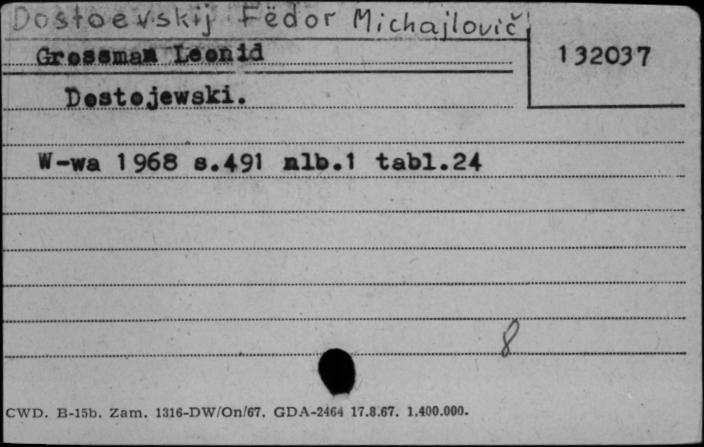 Dostoevskij Fëdor Michajlovič
Grossman Leonid
132037
Dostojewski.
W-wa 1968 s.491 nlb.1 tabl.24
8
CWD. B-15b. Zam. 1316-DW/On/67. GDA-2464 17.8.67. 1.400.000.